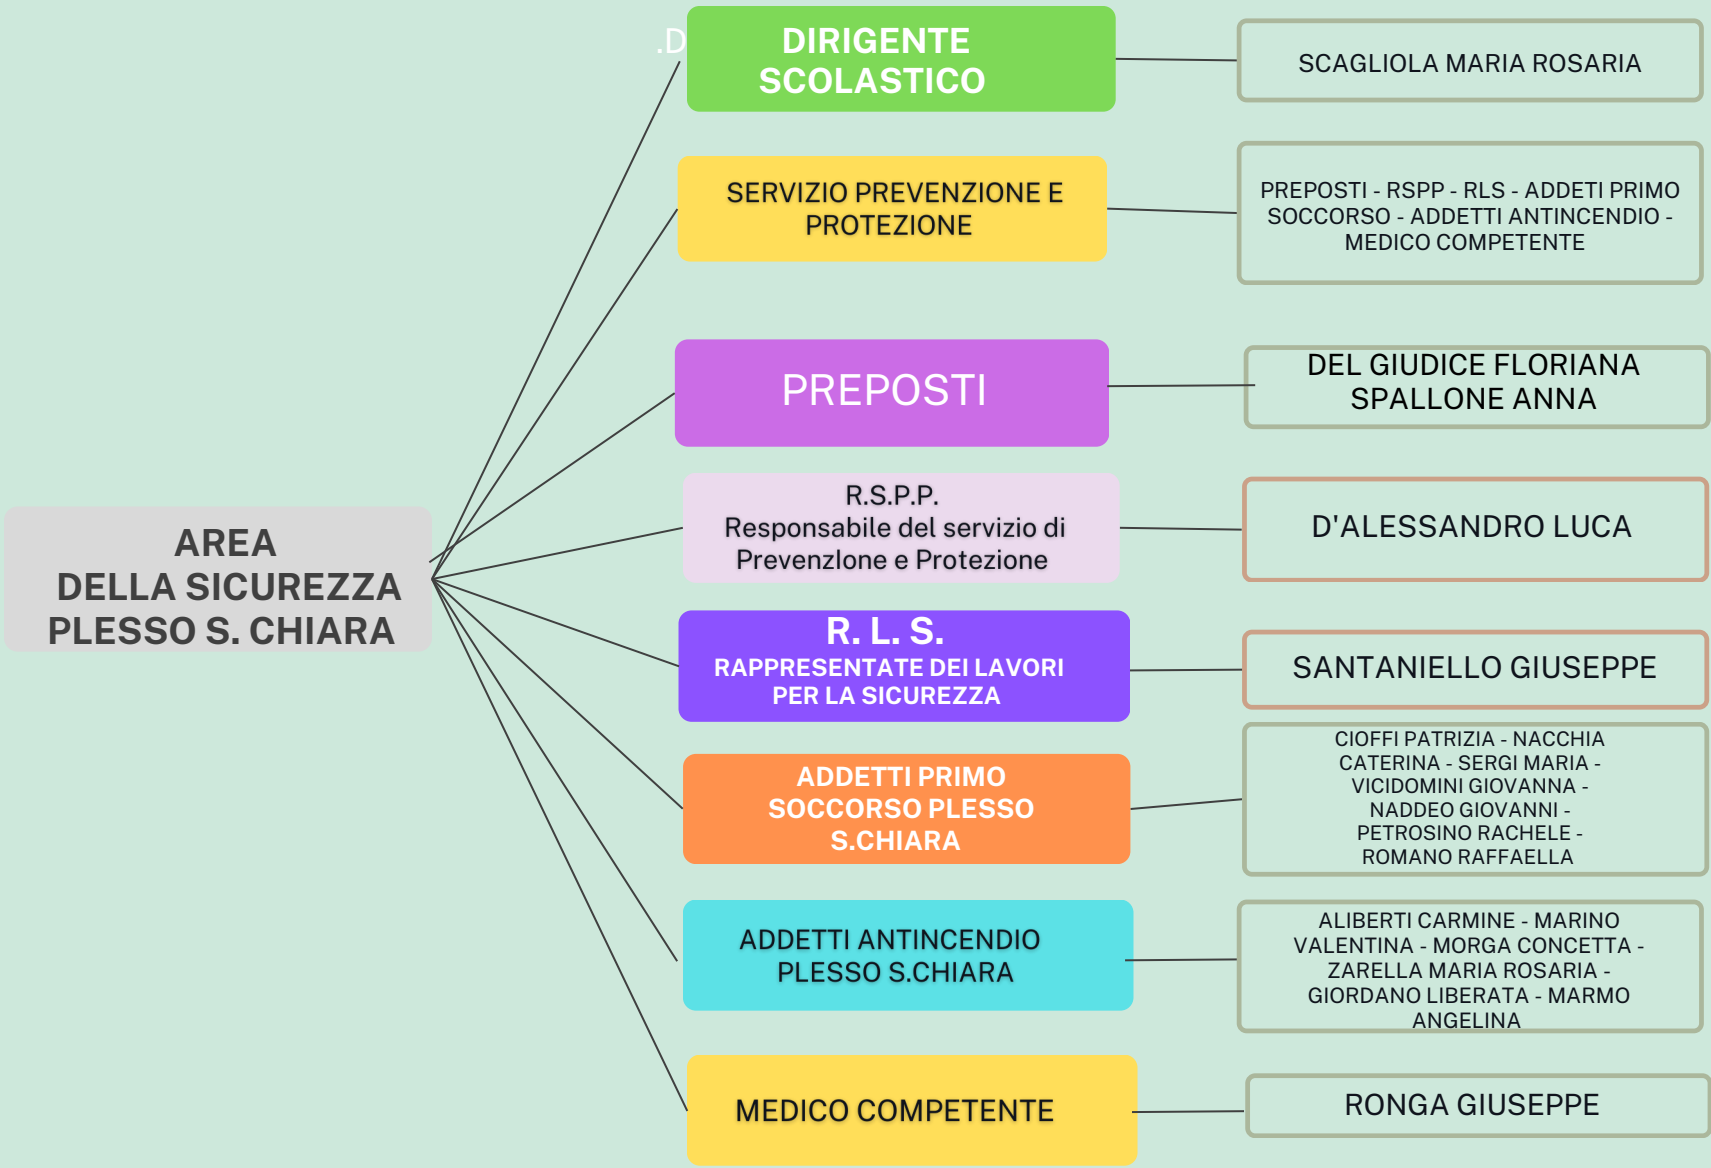 .D
DIRIGENTE
SCOLASTICO
SCAGLIOLA MARIA ROSARIA
SERVIZIO PREVENZIONE E
PROTEZIONE
PREPOSTI - RSPP - RLS - ADDETI PRIMO
SOCCORSO - ADDETTI ANTINCENDIO -
MEDICO COMPETENTE
PREPOSTI
DEL GIUDICE FLORIANA
SPALLONE ANNA
AREA
DELLA SICUREZZA
PLESSO S. CHIARA
R.S.P.P.
Responsabile del servizio di
PrevenzIone e Protezione
D'ALESSANDRO LUCA
R. L. S.
RAPPRESENTATE DEI LAVORI
PER LA SICUREZZA
SANTANIELLO GIUSEPPE
ADDETTI PRIMO
SOCCORSO PLESSO
S.CHIARA
CIOFFI PATRIZIA - NACCHIA
CATERINA - SERGI MARIA -
VICIDOMINI GIOVANNA -
NADDEO GIOVANNI -
PETROSINO RACHELE -
ROMANO RAFFAELLA
ADDETTI ANTINCENDIO
PLESSO S.CHIARA
ALIBERTI CARMINE - MARINO
VALENTINA - MORGA CONCETTA -
ZARELLA MARIA ROSARIA -
GIORDANO LIBERATA - MARMO
ANGELINA
MEDICO COMPETENTE
RONGA GIUSEPPE